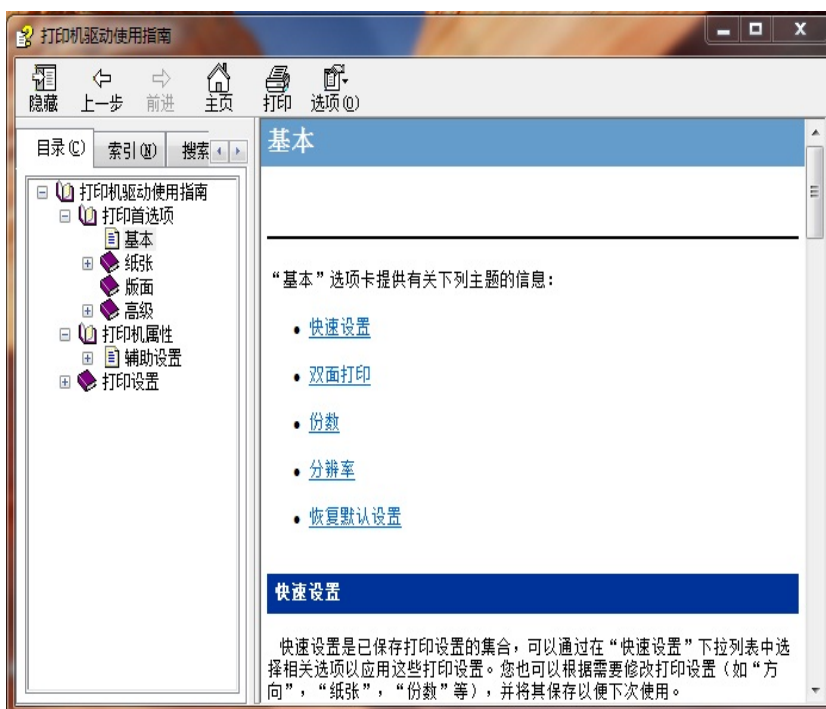 打印机驱动使用指南
隐藏 上一步 前进 主页 打印 选项(O)
目录(C) 索引(N) 搜索
打印机驱动使用指南
打印首选项
基本
纸张
版面
高级
打印机属性
辅助设置
打印设置
基本
“基本”选项卡提供有关下列主题的信息：
• 快速设置
• 双面打印
• 份数
• 分辨率
• 恢复默认设置
快速设置
快速设置是已保存打印设置的集合，可以通过在“快速设置”下拉列表中选
择相关选项以应用这些打印设置。您也可以根据需要修改打印设置（如“方
向”，“纸张”，“份数”等），并将其保存以便下次使用。